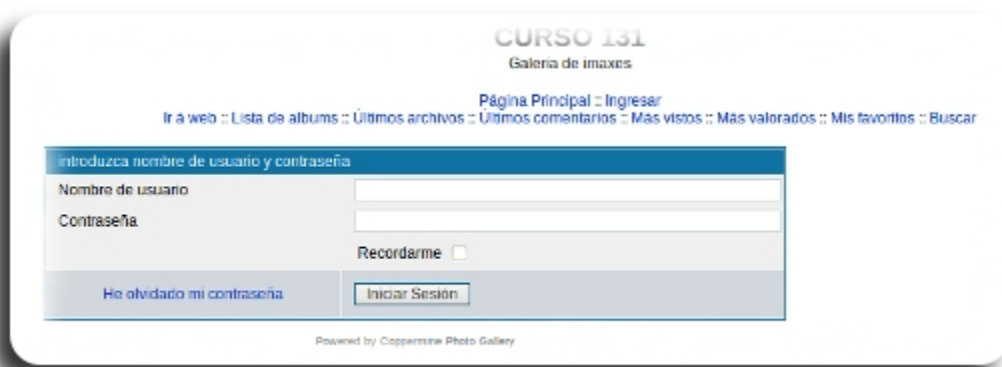 CURSO 131
Galería de imaxes
Página Principal :: Ingresar
Ir á web :: Lista de albums :: Últimos archivos :: Últimos comentarios :: Más vistos :: Más valorados :: Mis favoritos :: Buscar
introduzca nombre de usuario y contraseña
Nombre de usuario
Contraseña
Recordarme
He olvidado mi contraseña
Iniciar Sesión
Powered by Coppermine Photo Gallery